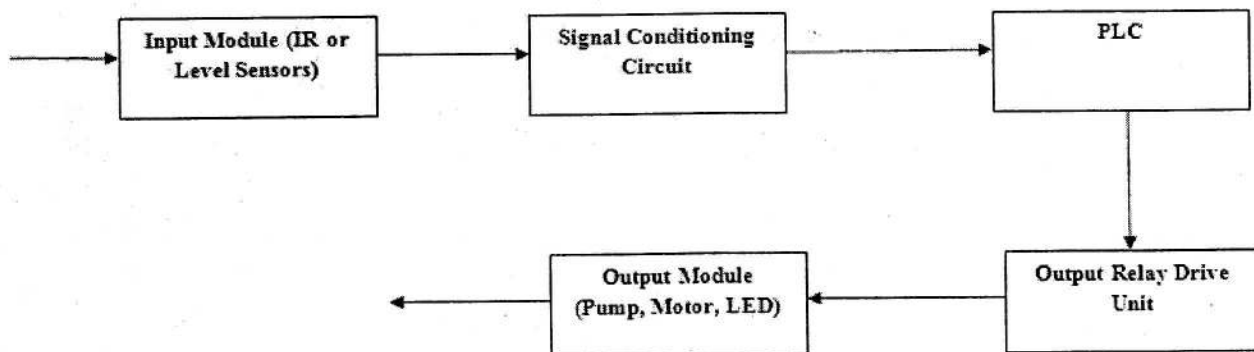 Input Module (IR or
Level Sensors)
Signal Conditioning
Circuit
PLC
Output Relay Drive
Unit
Output Module
(Pump, Motor, LED)